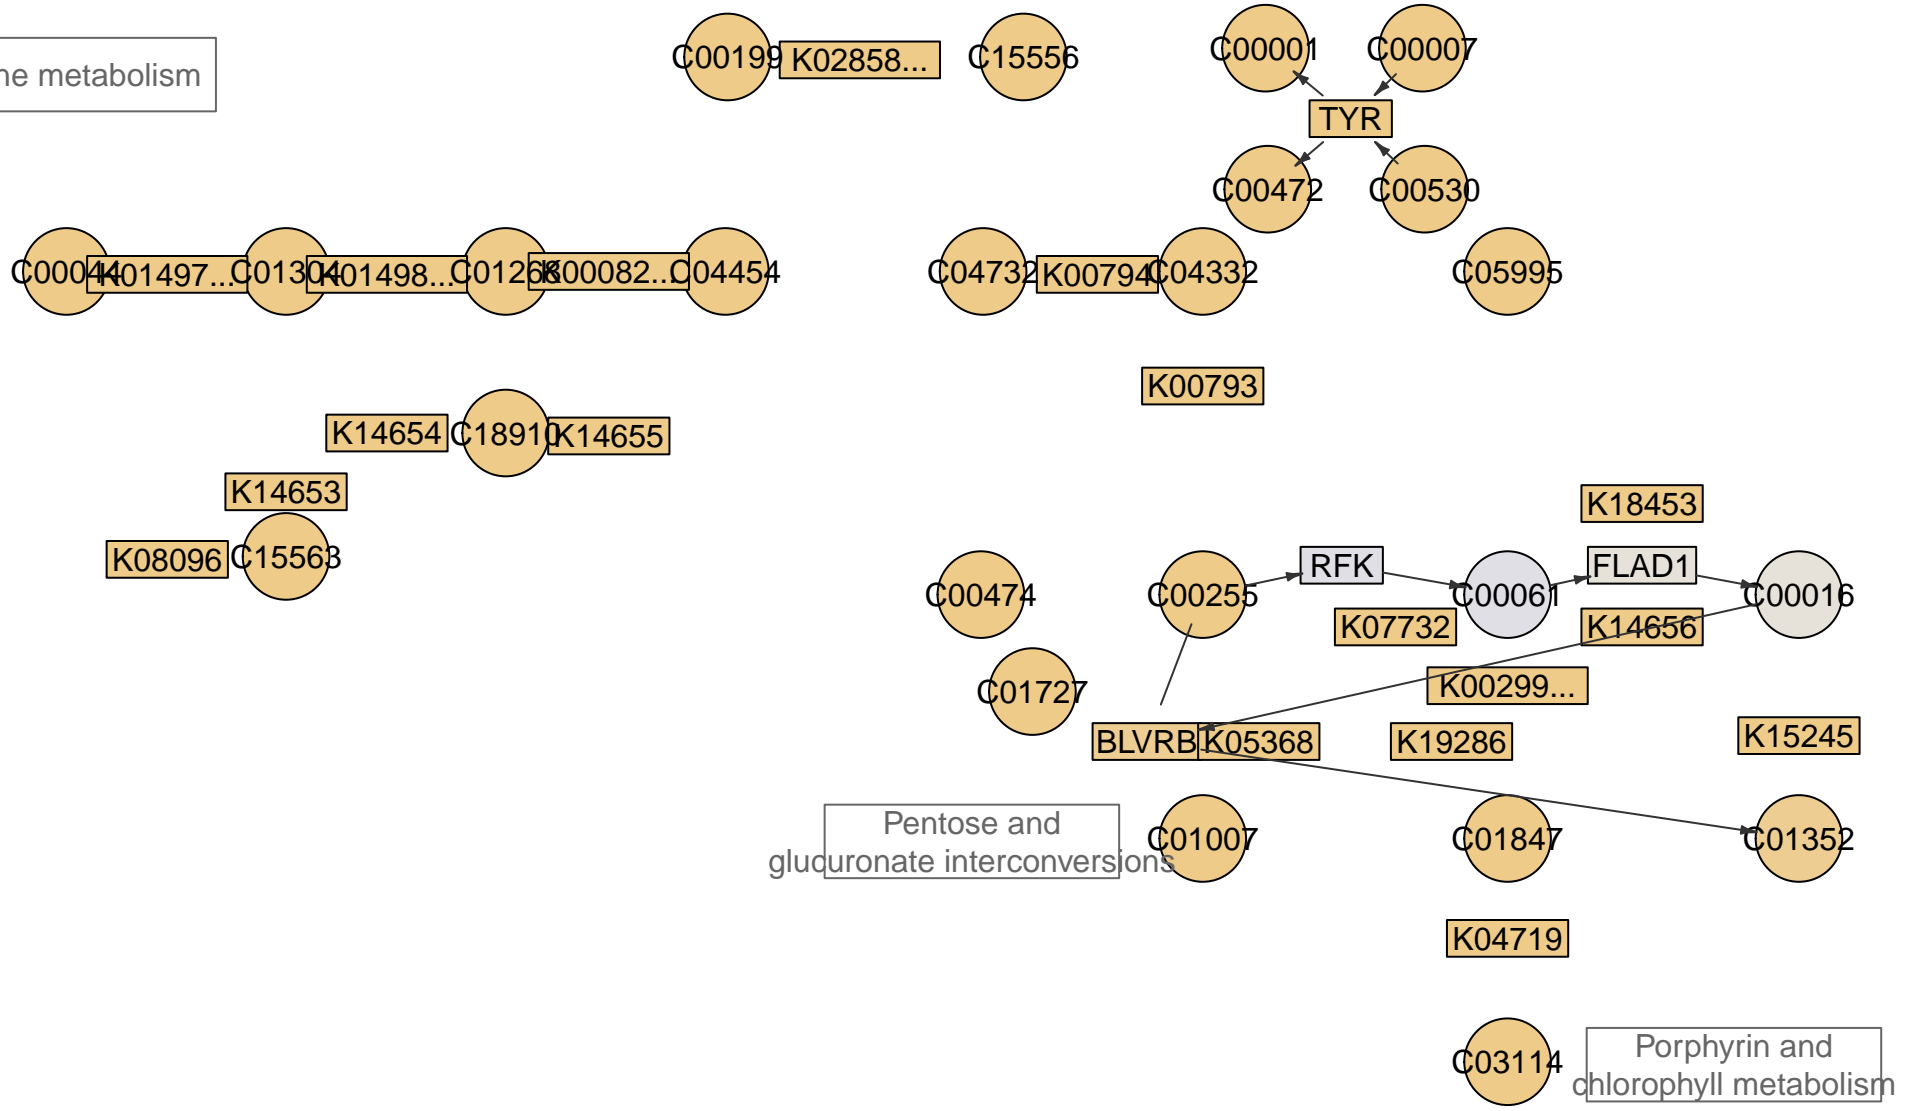 ne metabolism
C00199
K02858...
C15556
C00001
C00007
TYR
C00472
C00530
C00044
K01497...
C01304
K01498...
C01268
K00082...
C04454
C04732
K00794
C04332
C05995
K00793
K14654
C18910
K14655
K14653
K08096
C15563
K18453
C00474
C00255
RFK
C00061
FLAD1
C00016
K07732
K14656
C01727
K00299...
BLVRB
K05368
K19286
K15245
Pentose and
glucuronate interconversions
C01007
C01847
C01352
K04719
C03114
Porphyrin and
chlorophyll metabolism